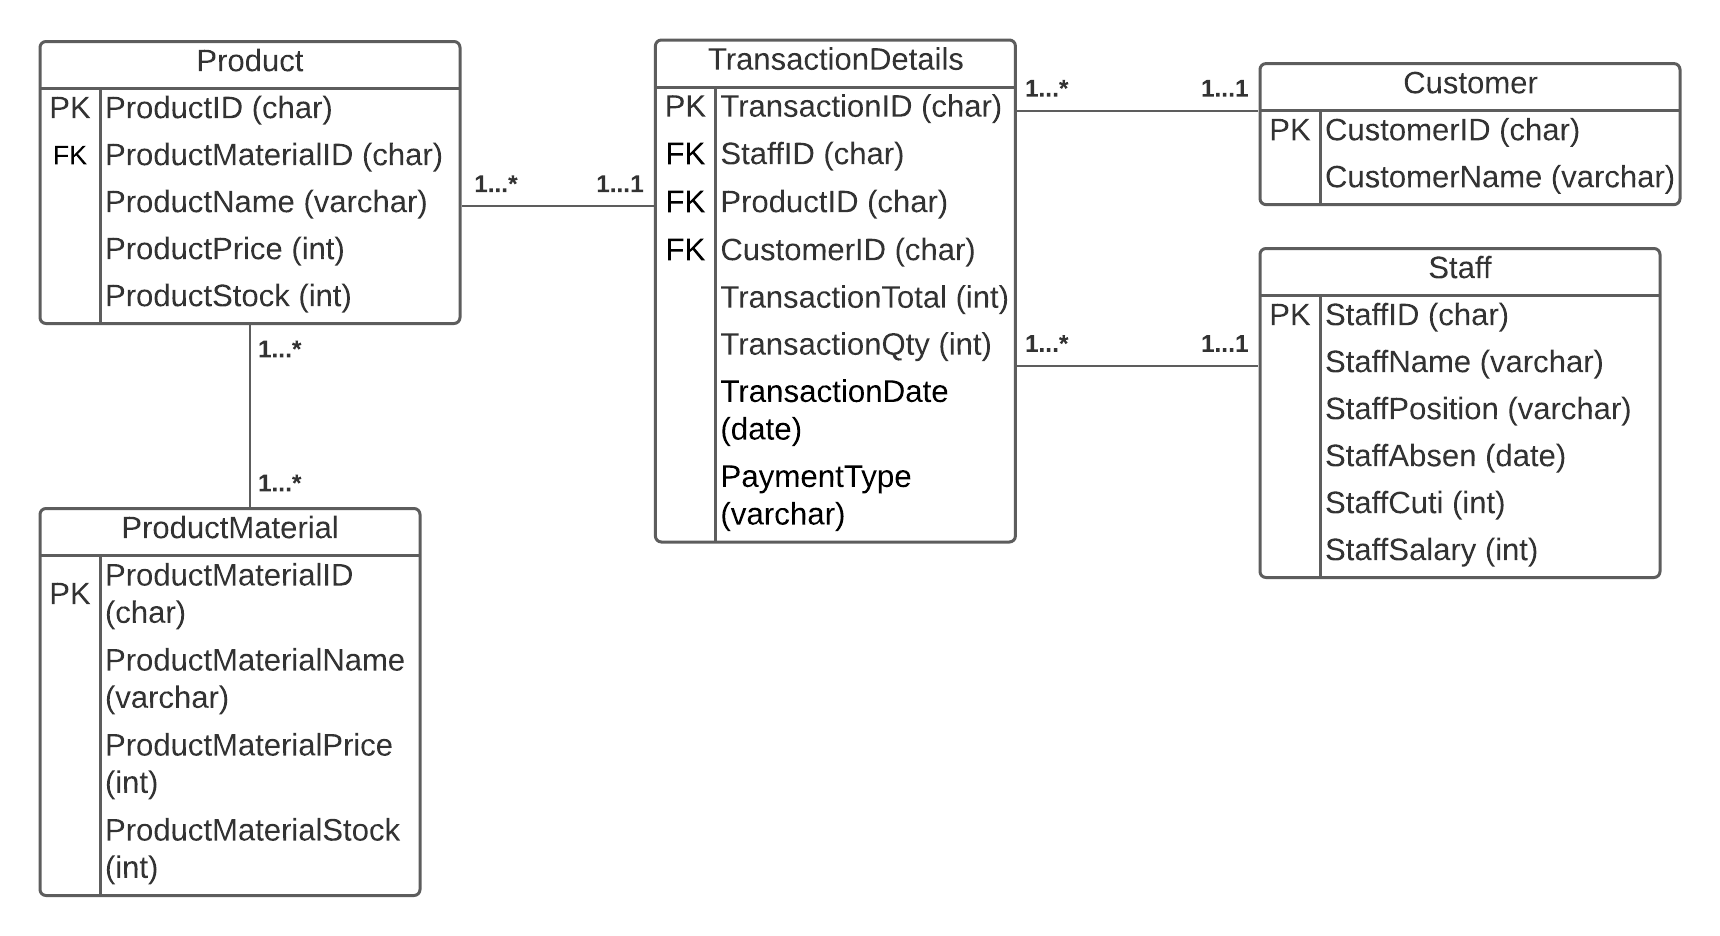 Product
PK ProductID (char)
FK ProductMaterialID (char)
ProductName (varchar)
ProductPrice (int)
ProductStock (int)
1...*
1...1
1...*
1...*
ProductMaterial
PK ProductMaterialID
(char)
ProductMaterialName
(varchar)
ProductMaterialPrice
(int)
ProductMaterialStock
(int)
TransactionDetails
PK TransactionID (char)
FK StaffID (char)
FK ProductID (char)
FK CustomerID (char)
TransactionTotal (int)
TransactionQty (int)
TransactionDate
(date)
PaymentType
(varchar)
1...*
1...1
1...*
1...1
Customer
PK CustomerID (char)
CustomerName (varchar)
Staff
PK StaffID (char)
StaffName (varchar)
StaffPosition (varchar)
StaffAbsen (date)
StaffCuti (int)
StaffSalary (int)